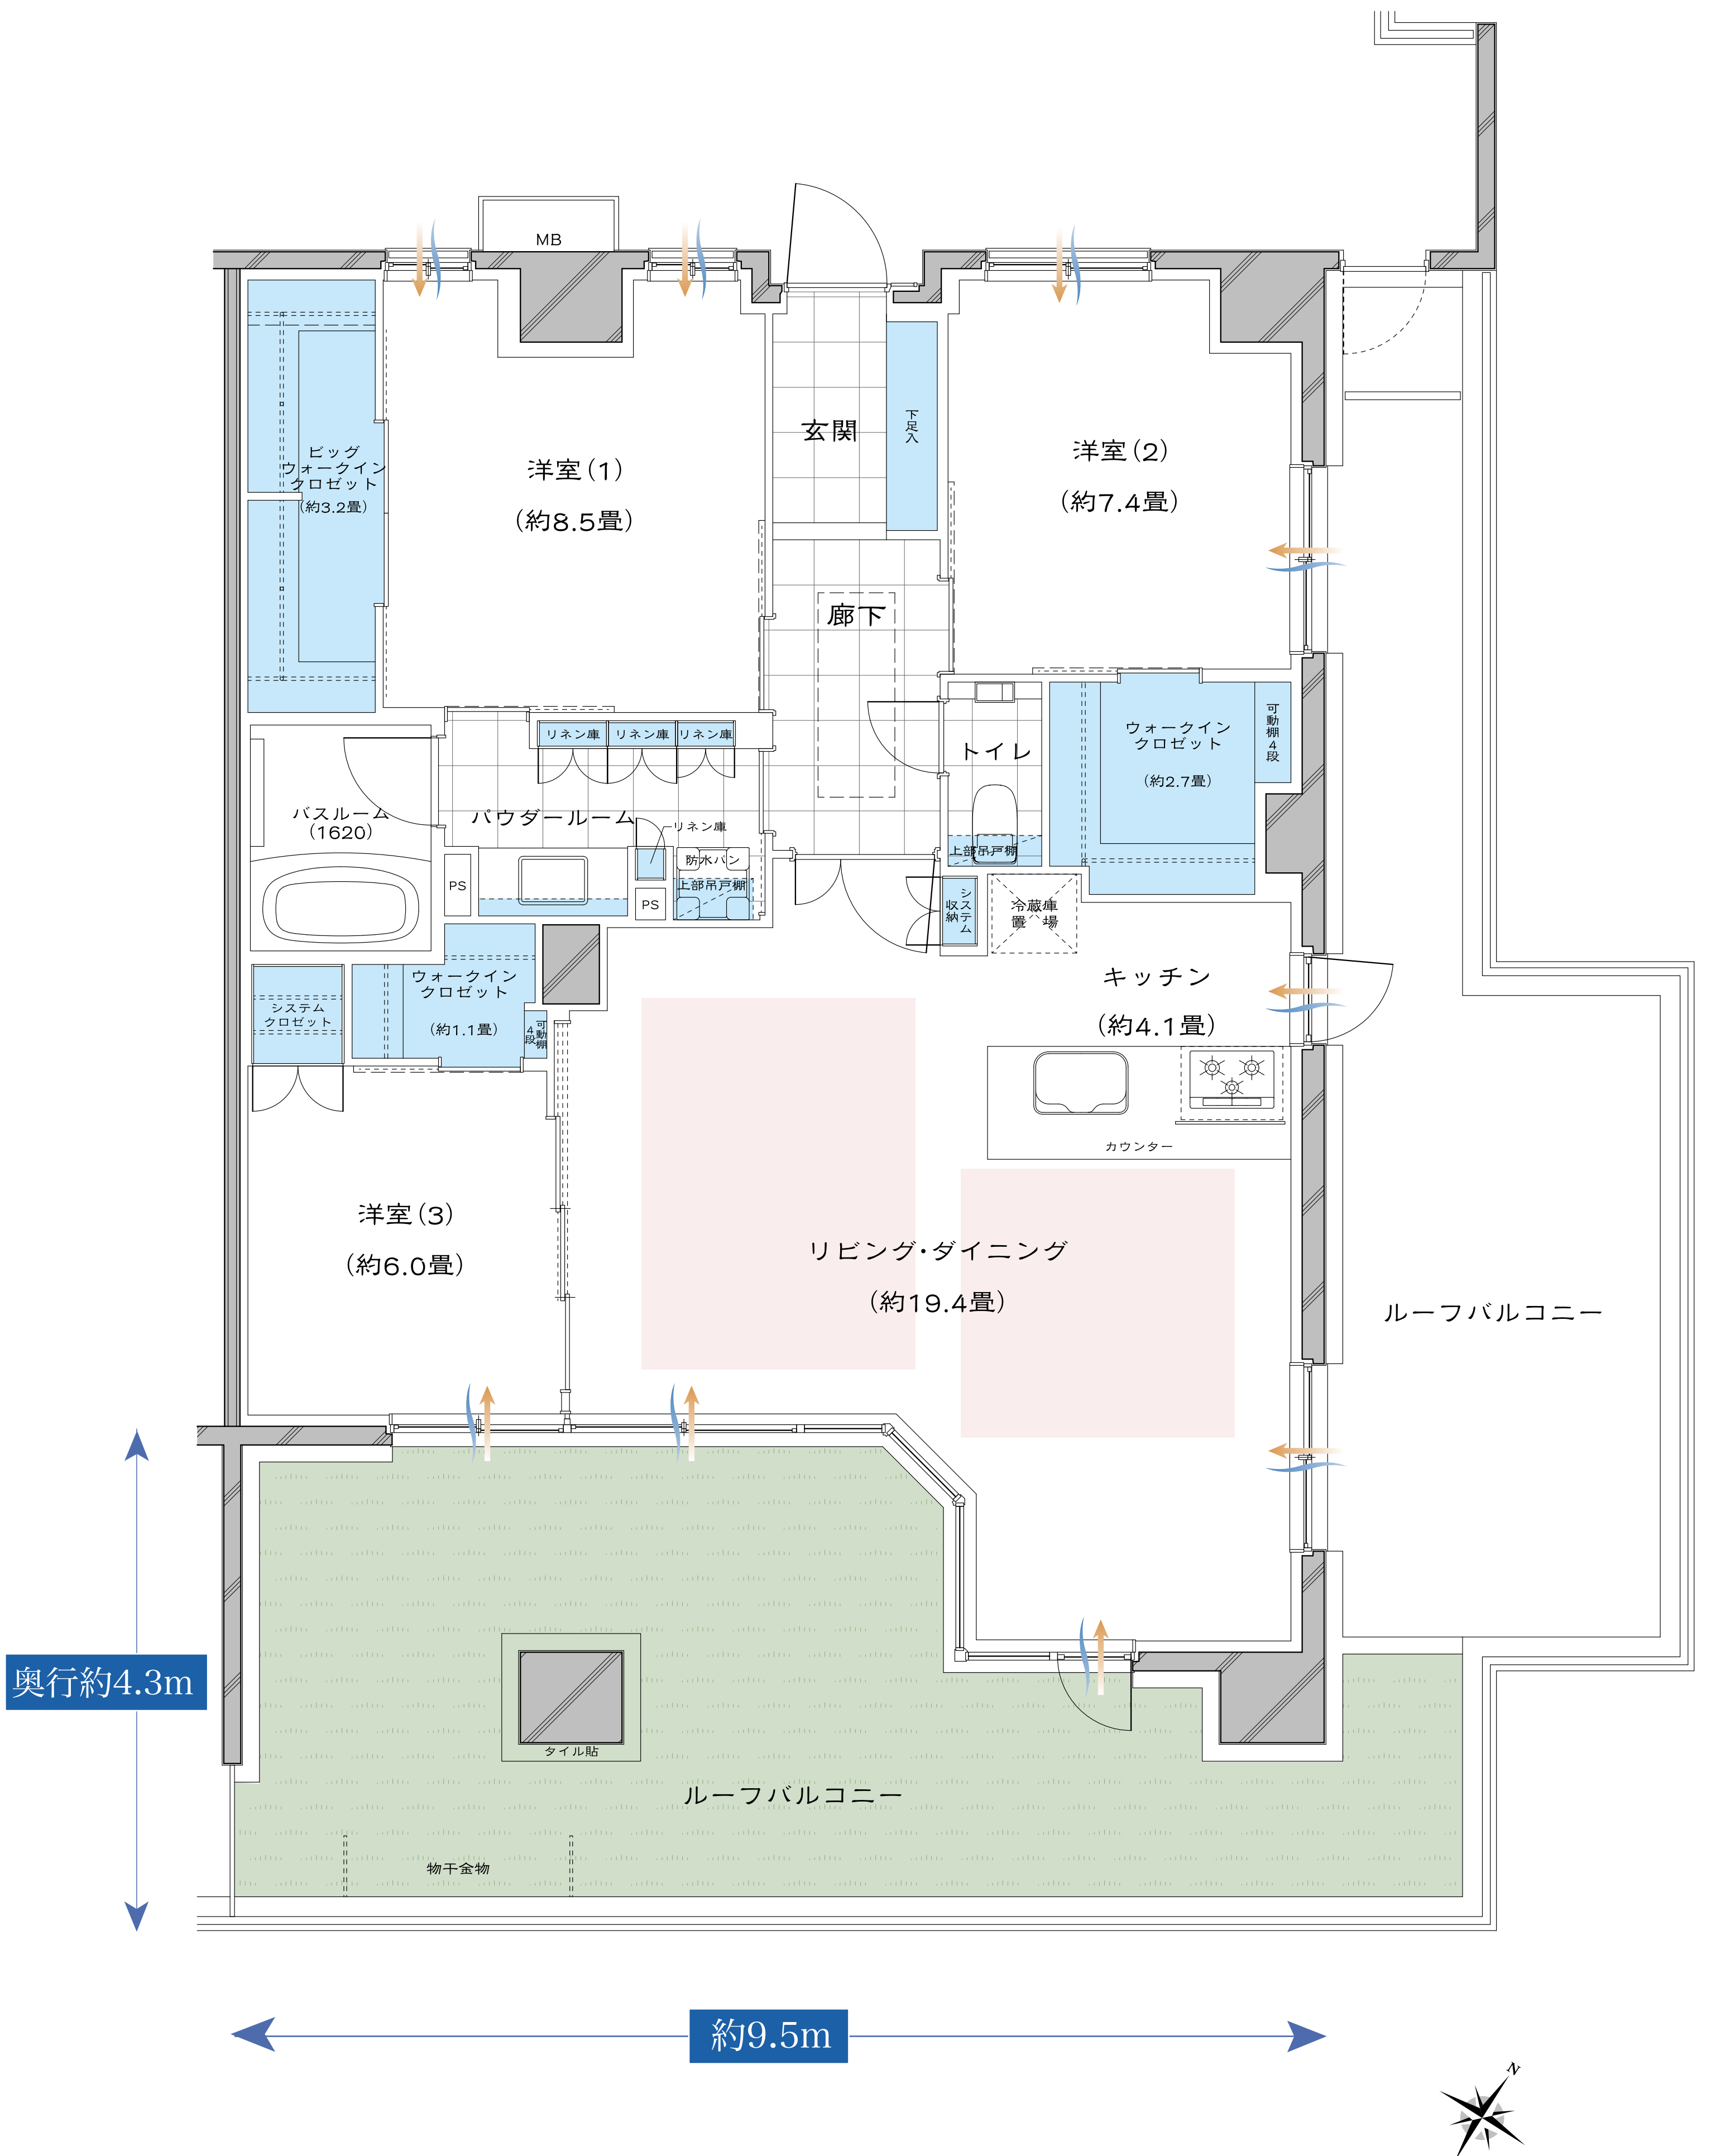 MB
玄関
下足入
洋室(1)
(約8.5畳)
洋室(2)
(約7.4畳)
ビッグ
ウォークイン
クロゼット
(約3.2畳)
廊下
リネン庫
リネン庫
リネン庫
トイレ
ウォークイン
クロゼット
(約2.7畳)
可動棚4段
バスルーム
(1620)
パウダールーム
リネン庫
防水パン
上部吊戸棚
上部吊戸棚
PS
PS
システム
収納
冷蔵庫
置場
キッチン
(約4.1畳)
システム
クロゼット
ウォークイン
クロゼット
(約1.1畳)
可動棚
4段
カウンター
洋室(3)
(約6.0畳)
リビング・ダイニング
(約19.4畳)
ルーフバルコニー
奥行約4.3m
タイル貼
ルーフバルコニー
物干金物
約9.5m
N